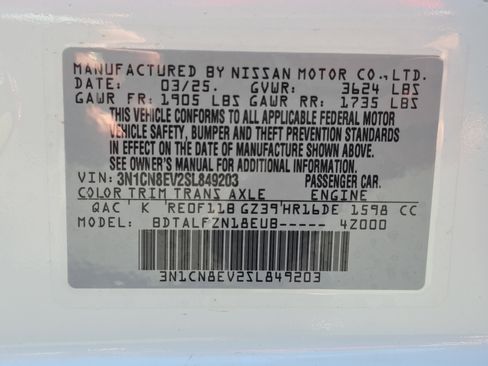 MANUFACTURED BY NISSAN MOTOR CO., LTD.
DATE: 03/25. GVWR: 3624 LBS
GAWR FR: 1905 LBS GAWR RR: 1735 LBS
THIS VEHICLE CONFORMS TO ALL APPLICABLE FEDERAL MOTOR
VEHICLE SAFETY, BUMPER AND THEFT PREVENTION STANDARDS
IN EFFECT ON THE DATE OF MANUFACTURE SHOWN ABOVE.
SEE OWNER'S MANUAL FOR ADDITIONAL INFORMATION.
VIN: 3N1CN8EV2SL849203 PASSENGER CAR.
COLOR TRIM TRANS AXLE ENGINE
QAC K RE0F11B GZ39 HR16DE 1598 CC
MODEL: BDTALFZN18EUB----- 4Z000
3N1CN8EV2SL849203